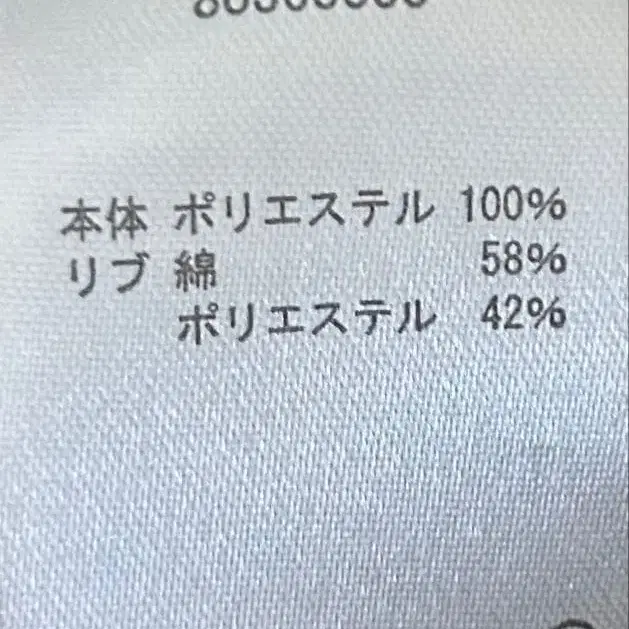 本体 ポリエステル 100%
リブ 綿 58%
ポリエステル 42%